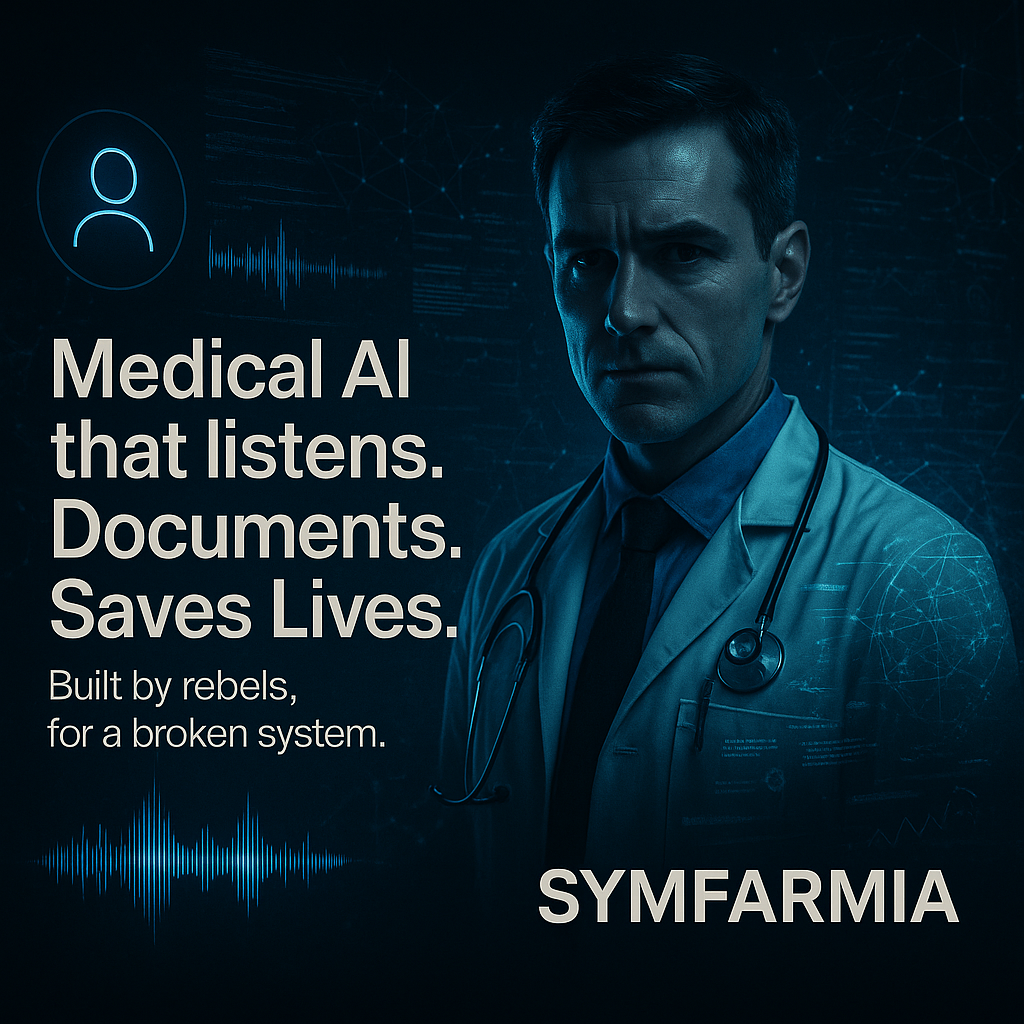 Medical AI
that listens.
Documents.
Saves Lives.
Built by rebels,
for a broken system.
SYMFARMIA